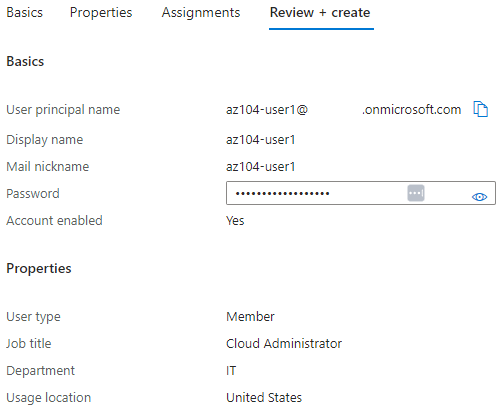 Basics Properties Assignments Review + create
Basics
User principal name az104-user1@ .onmicrosoft.com
Display name az104-user1
Mail nickname az104-user1
Password ••••••••••••••••••
Account enabled Yes
Properties
User type Member
Job title Cloud Administrator
Department IT
Usage location United States